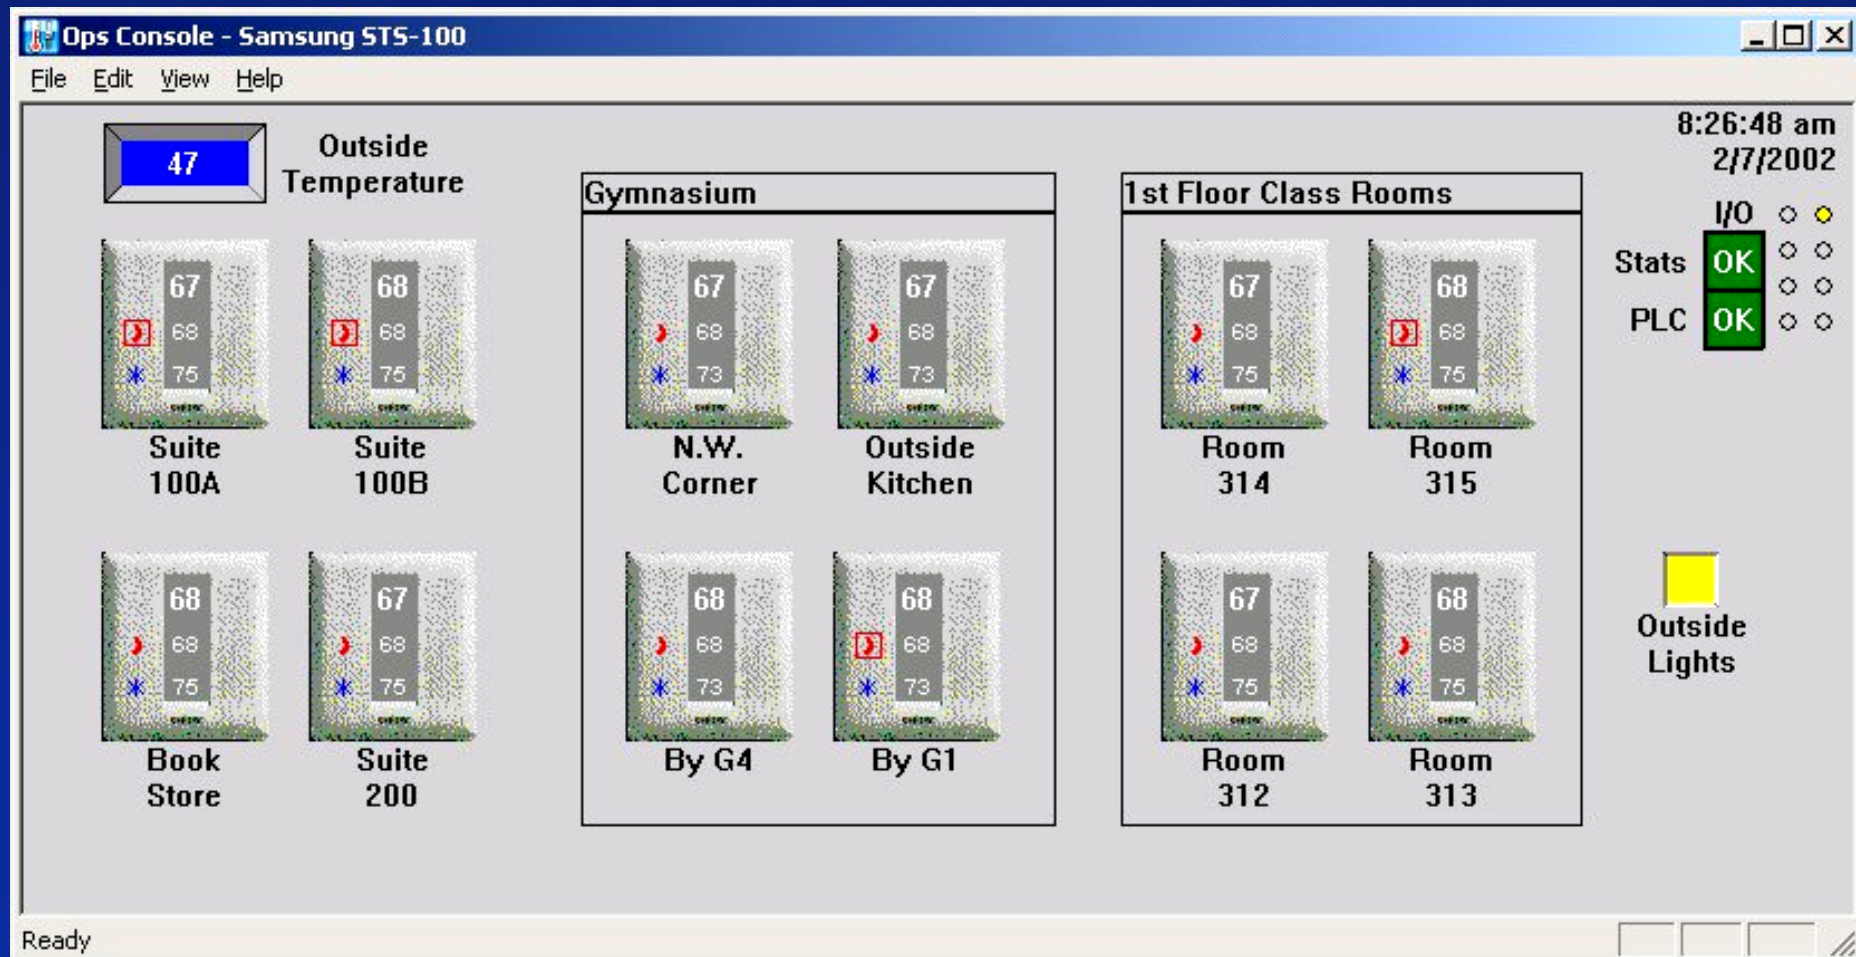 Ops Console - Samsung STS-100
File Edit View Help
47
Outside
Temperature
8:26:48 am
2/7/2002
I/O
Stats OK
PLC OK
67
68
75
Suite
100A
68
68
75
Suite
100B
68
68
75
Book
Store
67
68
75
Suite
200
Gymnasium
67
68
73
N.W.
Corner
67
68
73
Outside
Kitchen
68
68
73
By G4
68
68
73
By G1
1st Floor Class Rooms
67
68
75
Room
314
68
68
75
Room
315
67
68
75
Room
312
68
68
75
Room
313
Outside
Lights
Ready